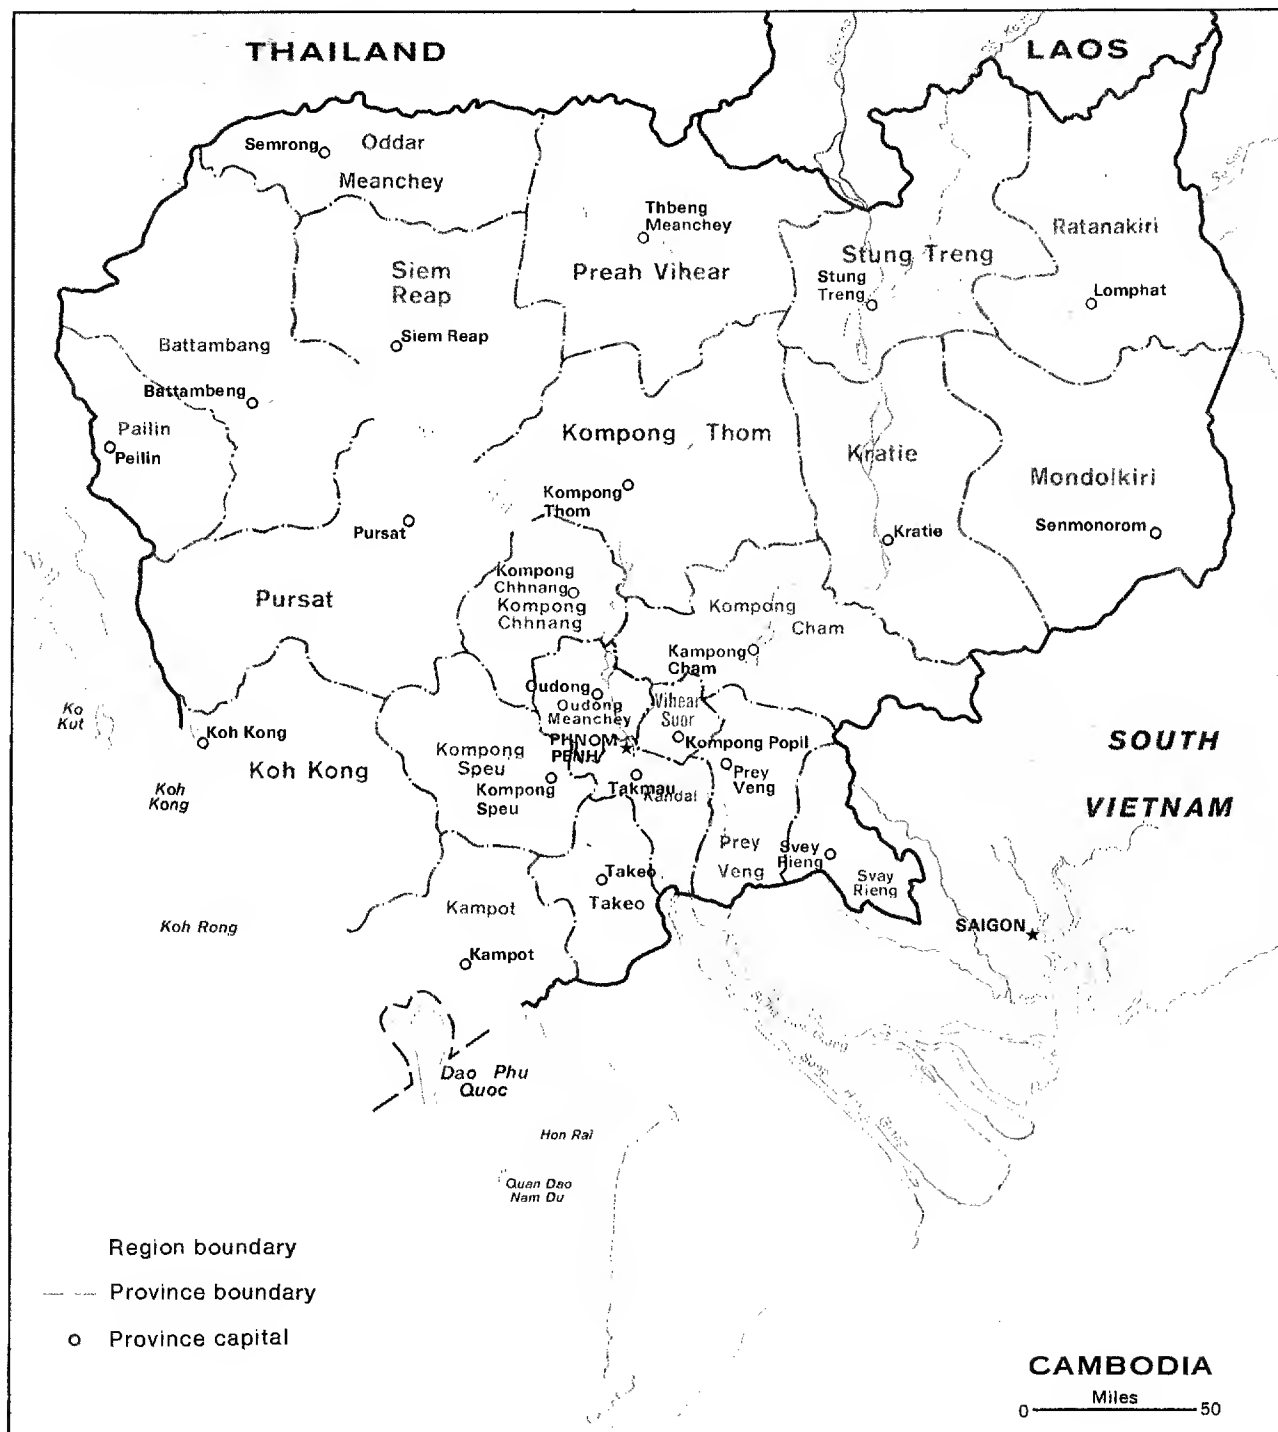 THAILAND
LAOS
Semrong
Oddar
Meanchey
Thbeng
Meanchey
Ratanakiri
Siem
Reap
Preah Vihear
Stung Treng
Stung
Treng
Lomphat
Siem Reap
Battambang
Battambeng
Pailin
Peilin
Kompong Thom
Kratie
Mondolkiri
Kompong
Thom
Pursat
Kratie
Senmonorom
Kompong
Chhnang
Kompong
Chhnang
Pursat
Kompong
Cham
Kampong
Cham
Oudong
Oudong
Meanchey
Vihear
Suor
Ko
Kut
Koh Kong
PHNOM
PENH
Kompong Popil
SOUTH
VIETNAM
Kompong
Speu
Koh Kong
Prey
Veng
Koh
Kong
Kompong
Speu
Takmau
Kandal
Prey
Veng
Svey
Rieng
Svay
Rieng
Takeo
Takeo
Kampot
Koh Rong
SAIGON
Kampot
Dao Phu
Quoc
Hon Rai
Quan Dao
Nam Du
Region boundary
Province boundary
Province capital
CAMBODIA
Miles
0 50